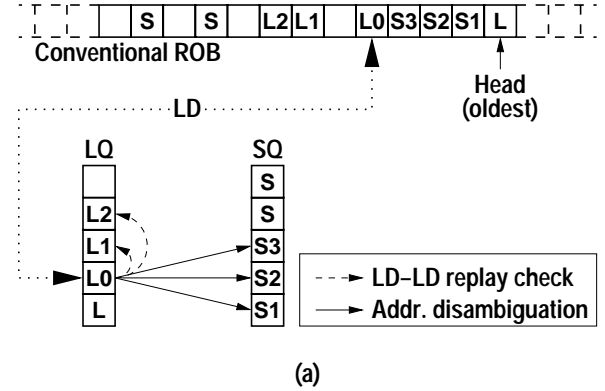 S S L2 L1 L0 S3 S2 S1 L
Conventional ROB
Head
(oldest)
LD
LQ SQ
S
L2 S
L1 S3
L0 S2
L S1
LD–LD replay check
Addr. disambiguation
(a)